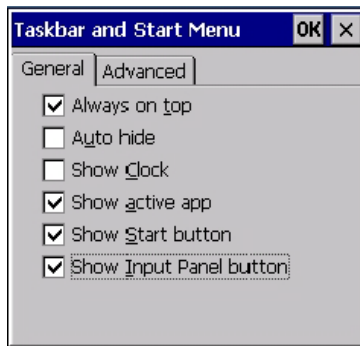 Taskbar and Start Menu OK ×
General Advanced
Always on top
Auto hide
Show Clock
Show active app
Show Start button
Show Input Panel button